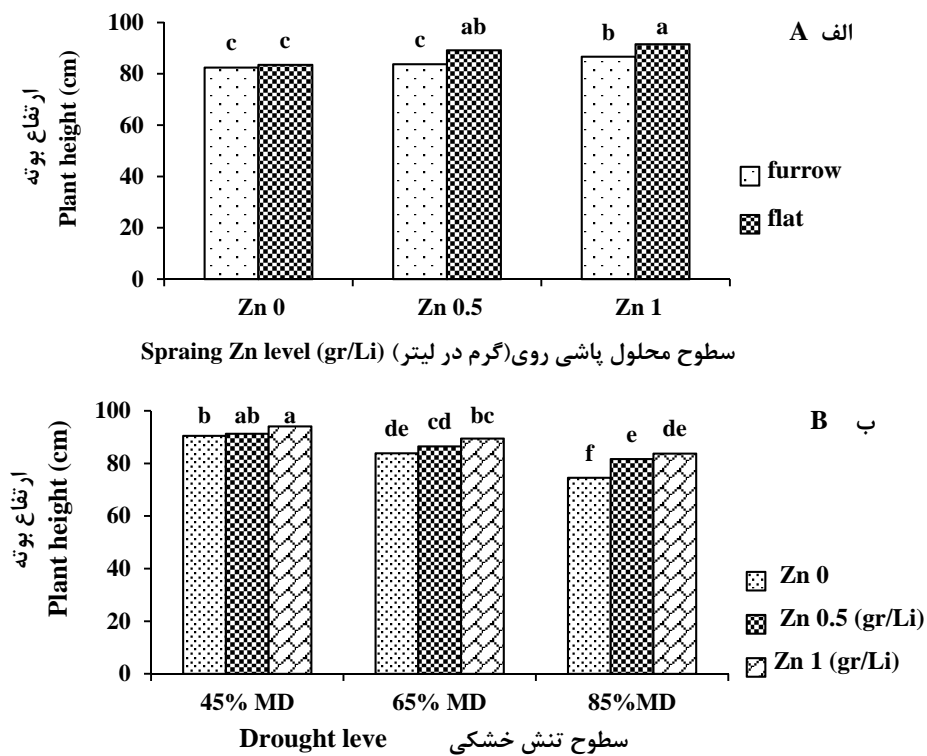 A الف
c c c ab b a
100
80
60
40
20
0
ارتفاع بوته
Plant height (cm)
furrow
flat
Zn 0 Zn 0.5 Zn 1
Spraing Zn level (gr/Li) سطوح محلول پاشی روی(گرم در لیتر)
B ب
b ab a de cd bc f e de
100
80
60
40
20
0
ارتفاع بوته
Plant height (cm)
Zn 0
Zn 0.5 (gr/Li)
Zn 1 (gr/Li)
45% MD 65% MD 85%MD
Drought leve سطوح تنش خشکی